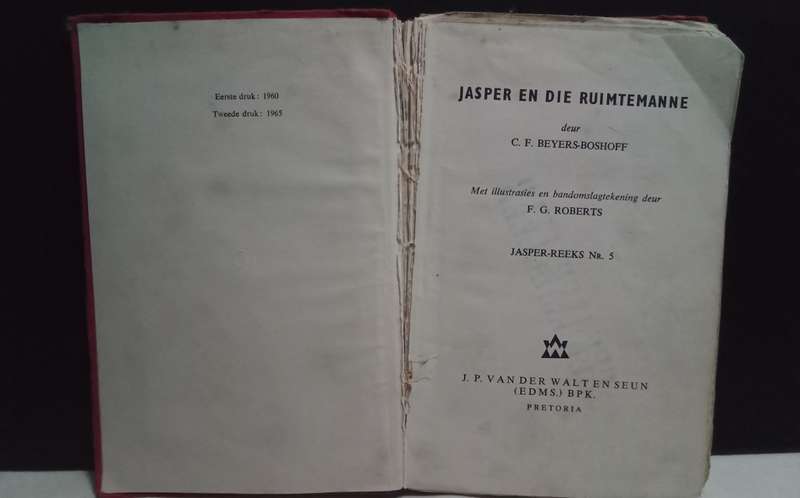 Eerste druk: 1960
Tweede druk: 1965
JASPER EN DIE RUIMTEMANNE
deur
C. F. BEYERS-BOSHOFF
Met illustrasies en bandomslagtekening deur
F. G. ROBERTS
JASPER-REEKS NR. 5
J. P. VAN DER WALT EN SEUN
(EDMS.) BPK.
PRETORIA